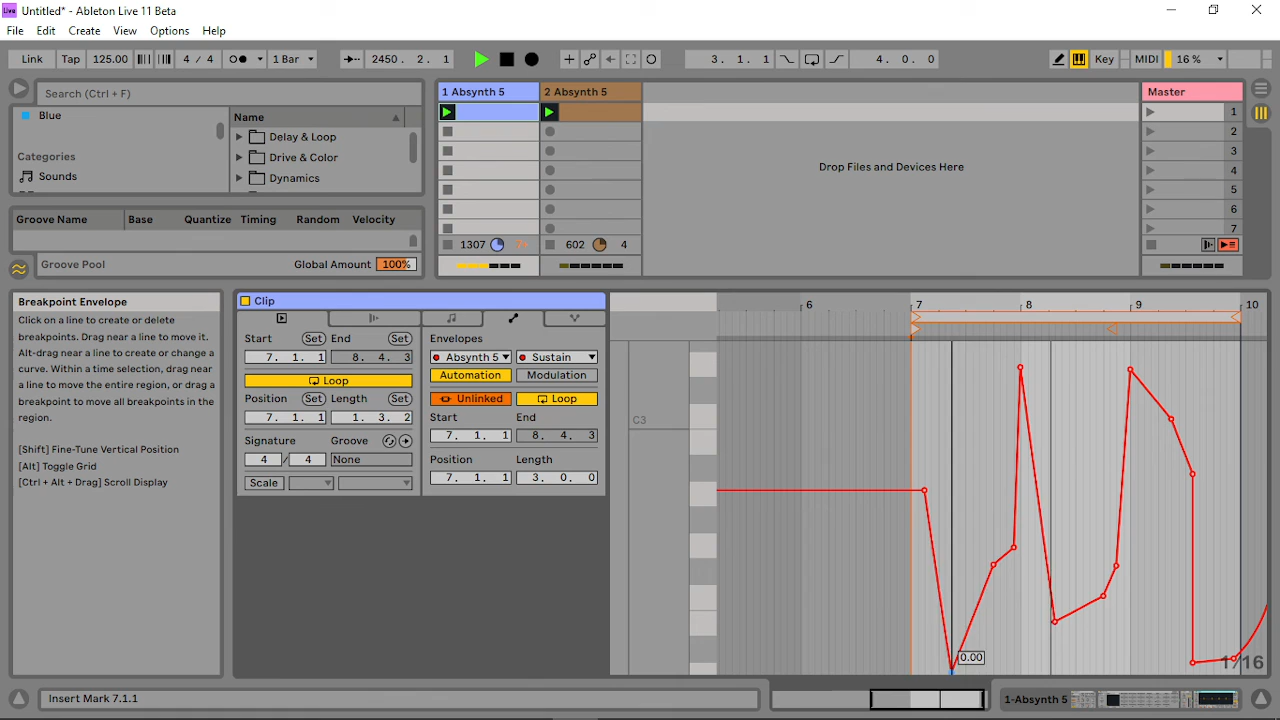 Live Untitled* - Ableton Live 11 Beta
File Edit Create View Options Help
Link Tap 125.00 4 / 4 1 Bar 2450. 2. 1 3. 1. 1 4. 0. 0 Key MIDI 16 %
Search (Ctrl + F)
Blue
Categories
Sounds
Name
Delay & Loop
Drive & Color
Dynamics
Groove Name Base Quantize Timing Random Velocity
Groove Pool Global Amount 100%
1 Absynth 5 2 Absynth 5 Master
1
2
3
4
5
6
7
Drop Files and Devices Here
1307 602 4
Breakpoint Envelope
Click on a line to create or delete
breakpoints. Drag near a line to move it.
Alt-drag near a line to create or change a
curve. Within a time selection, drag near
a line to move the entire region, or drag a
breakpoint to move all breakpoints in the
region.
[Shift] Fine-Tune Vertical Position
[Alt] Toggle Grid
[Ctrl + Alt + Drag] Scroll Display
Clip
Start Set End Set
7. 1. 1 8. 4. 3
Loop
Position Set Length Set
7. 1. 1 1. 3. 2
Signature Groove
4 / 4 None
Scale
Envelopes
Absynth 5 Sustain
Automation Modulation
Unlinked Loop
Start End
7. 1. 1 8. 4. 3
Position Length
7. 1. 1 3. 0. 0
6 7 8 9 10
C3
0.00
1/16
Insert Mark 7.1.1
1-Absynth 5